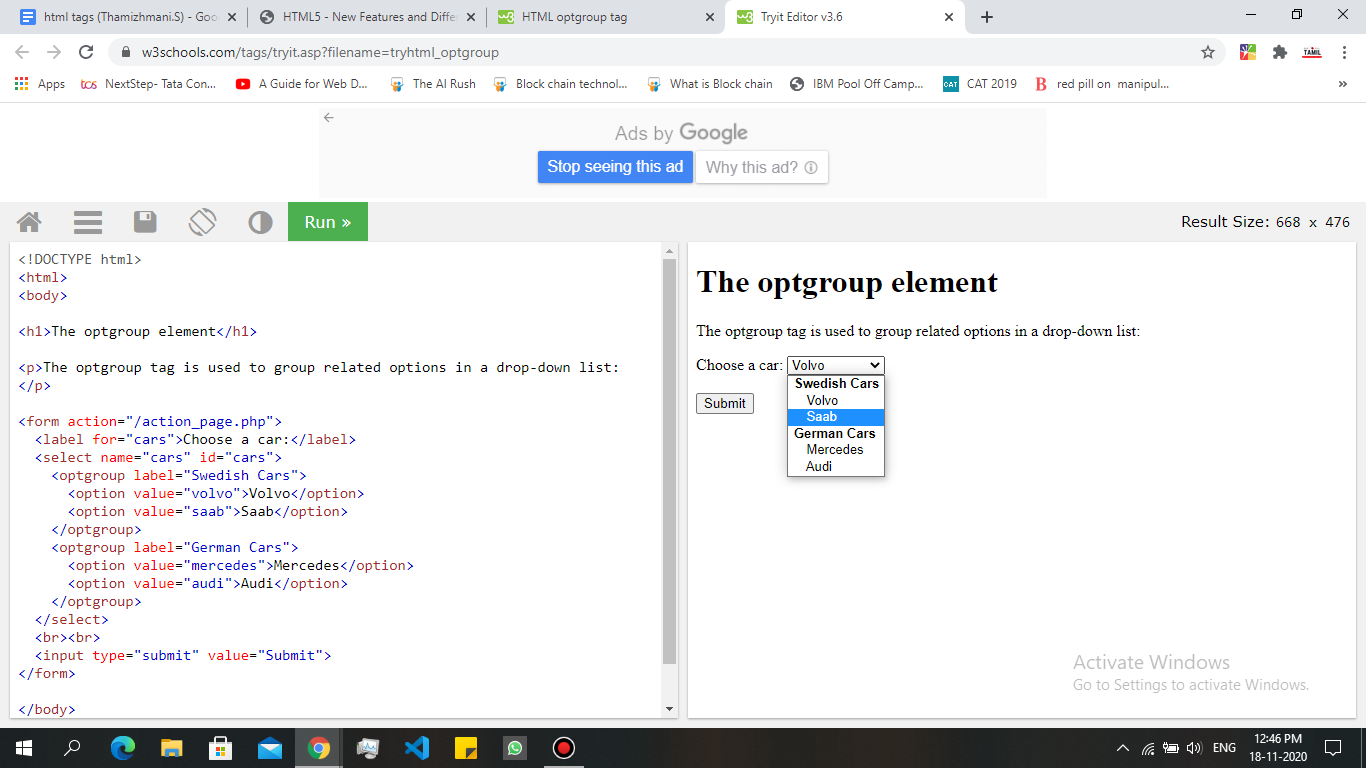 html tags (Thamizhmani.S) - Goo
HTML5 - New Features and Differ
HTML optgroup tag
Tryit Editor v3.6
w3schools.com/tags/tryit.asp?filename=tryhtml_optgroup
TAMIL
Apps
tcs NextStep- Tata Con...
A Guide for Web D...
The AI Rush
Block chain technol...
What is Block chain
IBM Pool Off Camp...
CAT CAT 2019
B red pill on manipul...
»
Ads by Google
Stop seeing this ad
Why this ad?
Run »
Result Size: 668 x 476
<!DOCTYPE html>
<html>
<body>
<h1>The optgroup element</h1>
<p>The optgroup tag is used to group related options in a drop-down list:
</p>
<form action="/action_page.php">
<label for="cars">Choose a car:</label>
<select name="cars" id="cars">
<optgroup label="Swedish Cars">
<option value="volvo">Volvo</option>
<option value="saab">Saab</option>
</optgroup>
<optgroup label="German Cars">
<option value="mercedes">Mercedes</option>
<option value="audi">Audi</option>
</optgroup>
</select>
<br><br>
<input type="submit" value="Submit">
</form>
</body>
The optgroup element
The optgroup tag is used to group related options in a drop-down list:
Choose a car: Volvo
Swedish Cars
Volvo
Saab
German Cars
Mercedes
Audi
Submit
Activate Windows
Go to Settings to activate Windows.
ENG
12:46 PM
18-11-2020